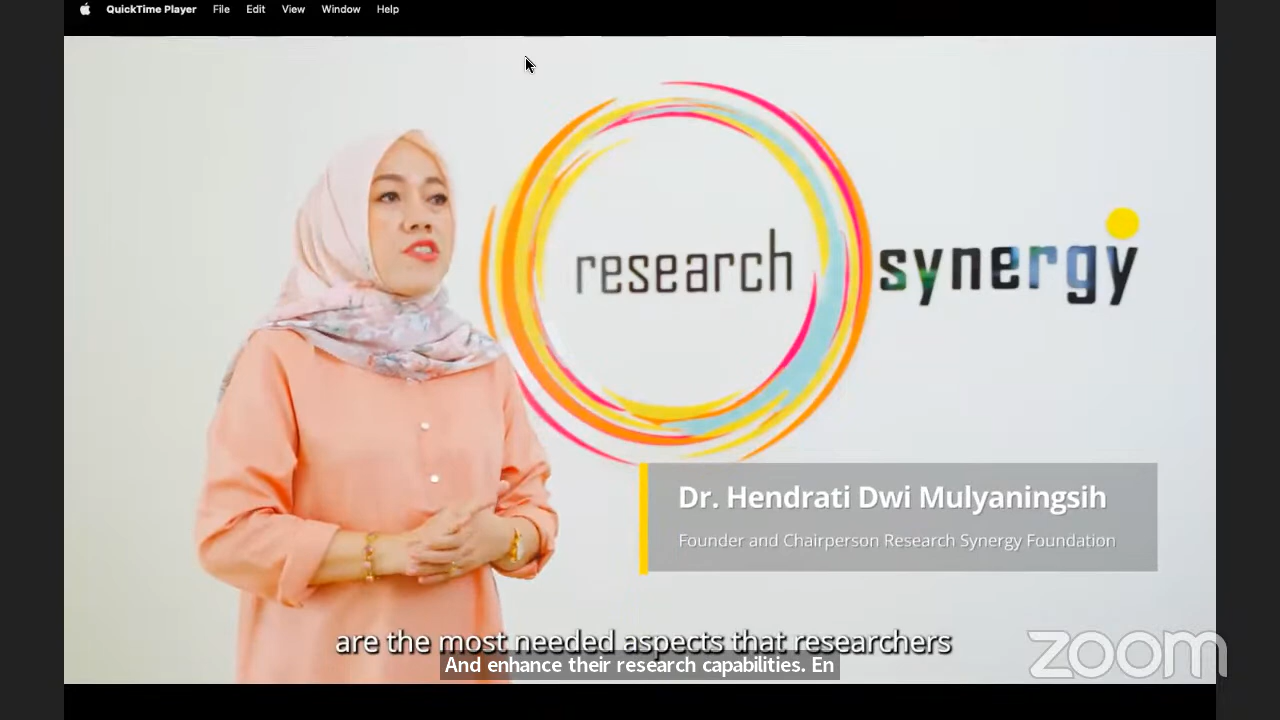 QuickTime Player File Edit View Window Help
research synergy
Dr. Hendrati Dwi Mulyaningsih
Founder and Chairperson Research Synergy Foundation
are the most needed aspects that researchers
And enhance their research capabilities. En
zoom